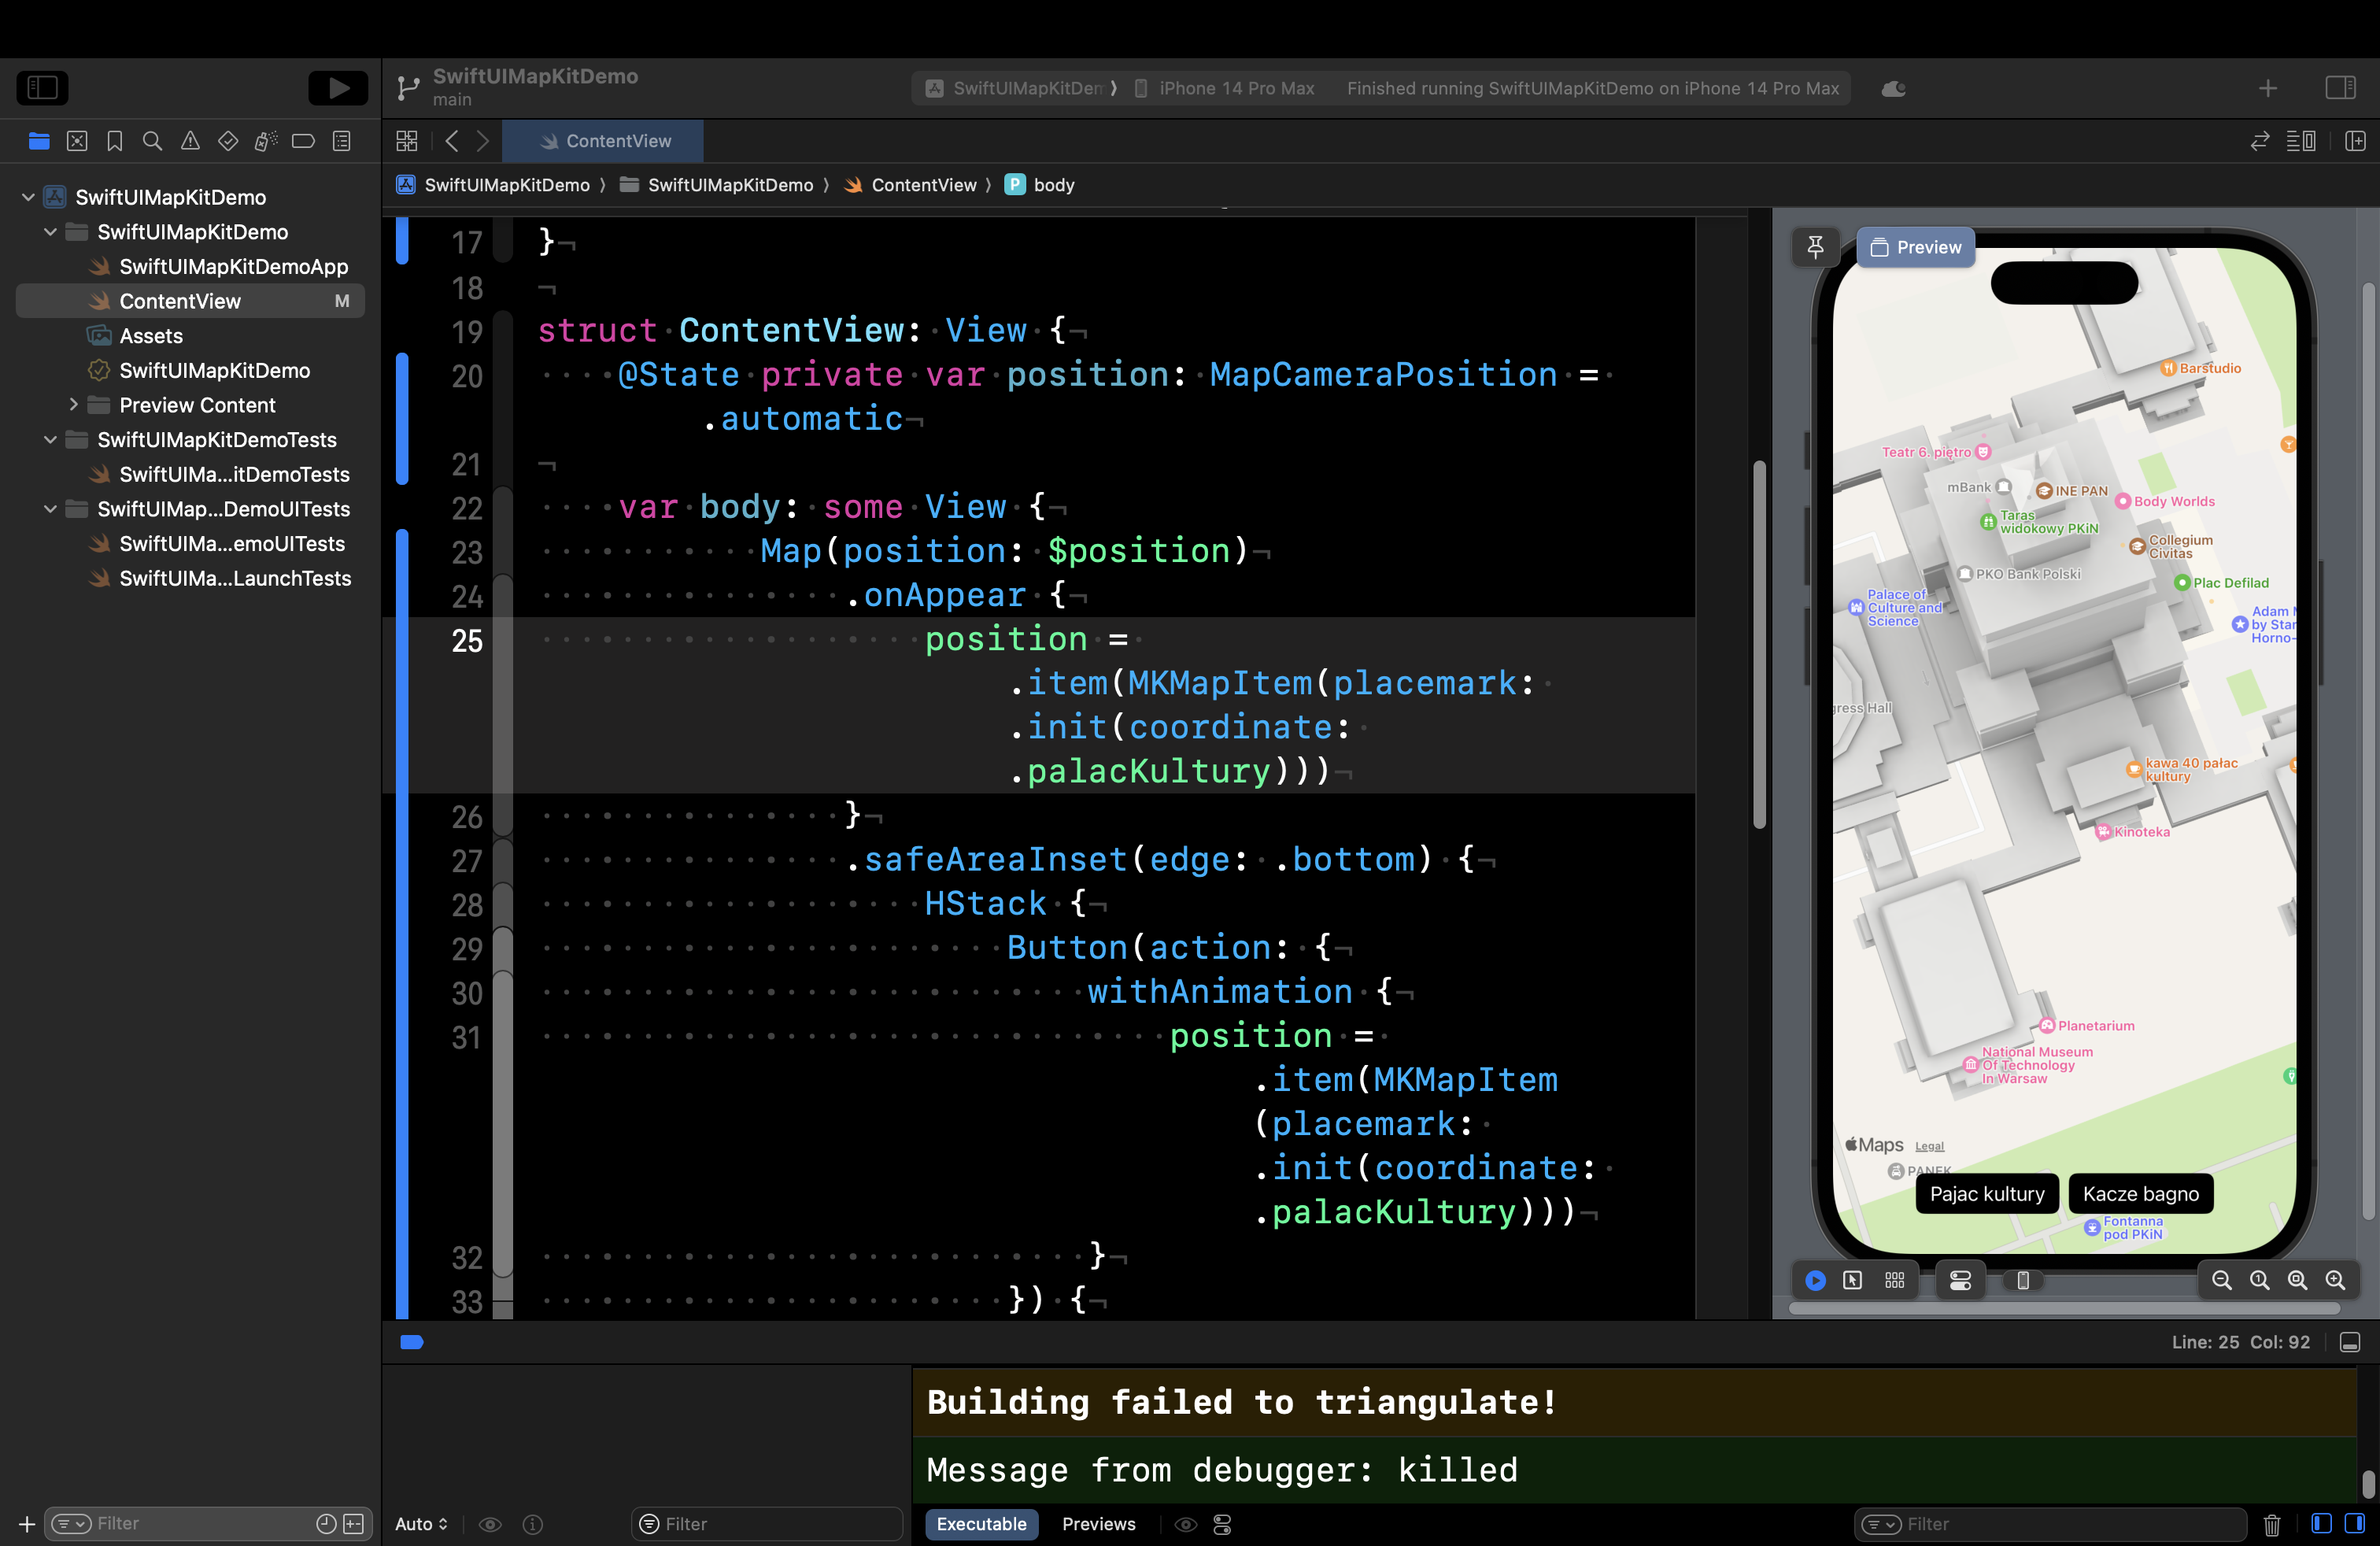 SwiftUIMapKitDemo
main
SwiftUIMapKitDem
iPhone 14 Pro Max
Finished running SwiftUIMapKitDemo on iPhone 14 Pro Max
ContentView
SwiftUIMapKitDemo
SwiftUIMapKitDemo
ContentView
P body
SwiftUIMapKitDemo
SwiftUIMapKitDemo
SwiftUIMapKitDemoApp
ContentView M
Assets
SwiftUIMapKitDemo
Preview Content
SwiftUIMapKitDemoTests
SwiftUIMa...itDemoTests
SwiftUIMap...DemoUITests
SwiftUIMa...emoUITests
SwiftUIMa...LaunchTests
17 }
18
19 struct ContentView: View {
20 @State private var position: MapCameraPosition =
.automatic
21
22 var body: some View {
23 Map(position: $position)
24 .onAppear {
25 position =
.item(MKMapItem(placemark:
.init(coordinate:
.palacKultury)))
26 }
27 .safeAreaInset(edge: .bottom) {
28 HStack {
29 Button(action: {
30 withAnimation {
31 position =
.item(MKMapItem
(placemark:
.init(coordinate:
.palacKultury)))
32 }
33 }) {
Preview
Barstudio
Teatr 6. piętro
mBank
INE PAN
Body Worlds
Taras
widokowy PKiN
Collegium
Civitas
PKO Bank Polski
Plac Defilad
Palace of
Culture and
Science
Adam M
by Star
Horno-
gress Hall
kawa 40 pałac
kultury
Kinoteka
Planetarium
National Museum
Of Technology
In Warsaw
Maps Legal
PANEK
Pajac kultury
Kacze bagno
Fontanna
pod PKiN
Line: 25 Col: 92
Building failed to triangulate!
Message from debugger: killed
Filter
Auto
Filter
Executable
Previews
Filter